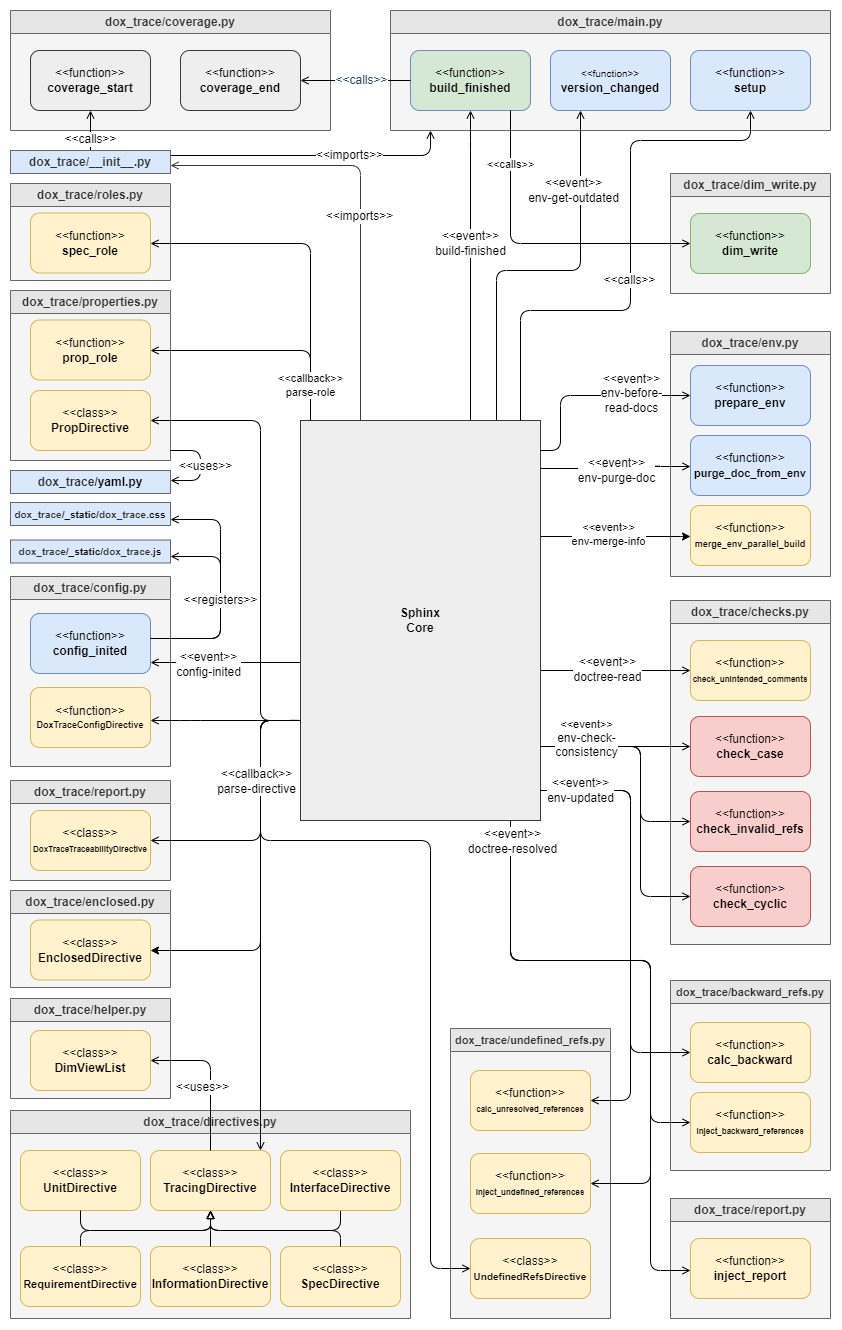 dox_trace/coverage.py
<<function>>
coverage_start
<<function>>
coverage_end
<<calls>>
dox_trace/main.py
<<function>>
build_finished
<<function>>
version_changed
<<function>>
setup
<<calls>>
dox_trace/__init__.py
<<imports>>
<<calls>>
<<event>>
env-get-outdated
<<imports>>
<<event>>
build-finished
<<calls>>
dox_trace/dim_write.py
<<function>>
dim_write
dox_trace/roles.py
<<function>>
spec_role
dox_trace/properties.py
<<function>>
prop_role
<<class>>
PropDirective
<<callback>>
parse-role
<<uses>>
dox_trace/yaml.py
dox_trace/_static/dox_trace.css
dox_trace/_static/dox_trace.js
dox_trace/config.py
<<function>>
config_inited
<<function>>
DoxTraceConfigDirective
<<registers>>
<<event>>
config-inited
Sphinx
Core
<<event>>
env-before-
read-docs
<<event>>
env-purge-doc
<<event>>
env-merge-info
dox_trace/env.py
<<function>>
prepare_env
<<function>>
purge_doc_from_env
<<function>>
merge_env_parallel_build
<<event>>
doctree-read
<<event>>
env-check-
consistency
<<event>>
env-updated
dox_trace/checks.py
<<function>>
check_unintended_comments
<<function>>
check_case
<<function>>
check_invalid_refs
<<function>>
check_cyclic
<<callback>>
parse-directive
<<event>>
doctree-resolved
dox_trace/report.py
<<class>>
DoxTraceTraceabilityDirective
dox_trace/enclosed.py
<<class>>
EnclosedDirective
dox_trace/helper.py
<<class>>
DimViewList
<<uses>>
dox_trace/directives.py
<<class>>
UnitDirective
<<class>>
TracingDirective
<<class>>
InterfaceDirective
<<class>>
RequirementDirective
<<class>>
InformationDirective
<<class>>
SpecDirective
dox_trace/undefined_refs.py
<<function>>
calc_unresolved_references
<<function>>
inject_undefined_references
<<class>>
UndefinedRefsDirective
dox_trace/backward_refs.py
<<function>>
calc_backward
<<function>>
inject_backward_references
dox_trace/report.py
<<function>>
inject_report